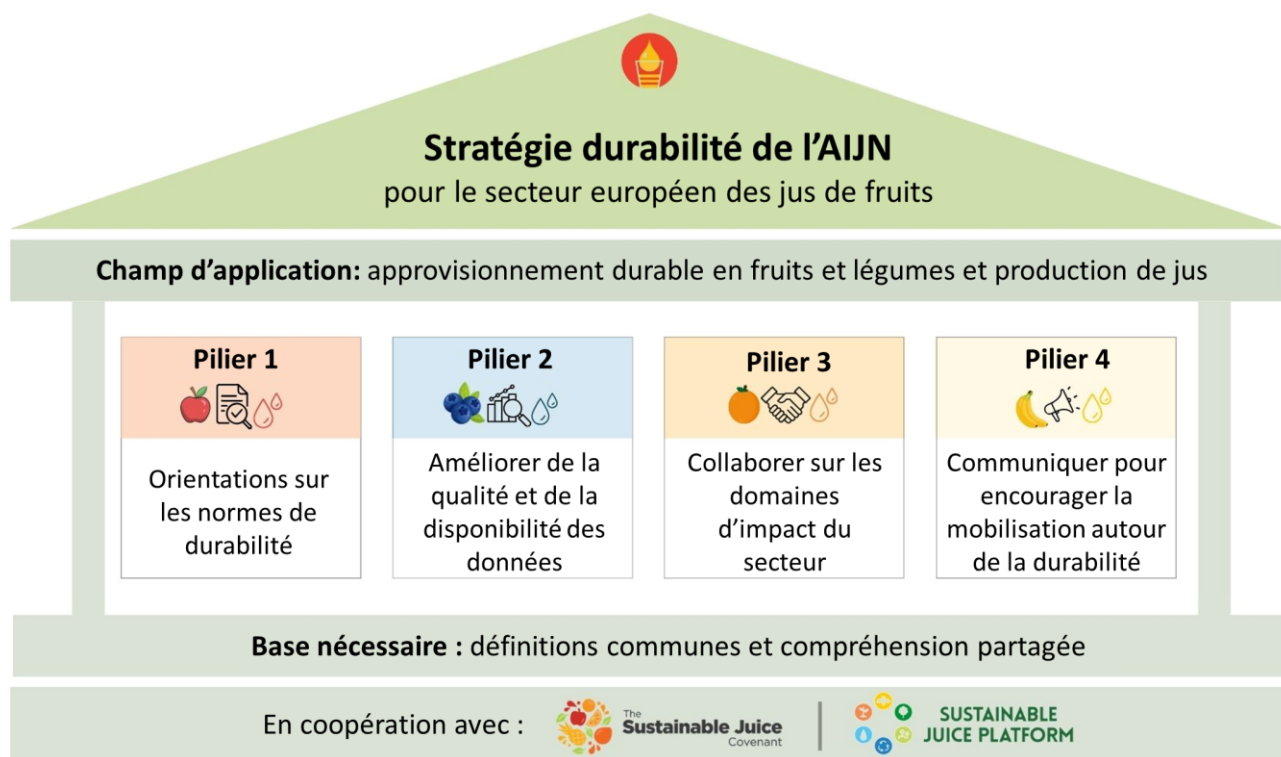 Stratégie durabilité de l’AIJN
pour le secteur européen des jus de fruits
Champ d’application: approvisionnement durable en fruits et légumes et production de jus
Pilier 1
Orientations sur
les normes de
durabilité
Pilier 2
Améliorer de la
qualité et de la
disponibilité des
données
Pilier 3
Collaborer sur les
domaines
d’impact du
secteur
Pilier 4
Communiquer pour
encourager la
mobilisation autour
de la durabilité
Base nécessaire : définitions communes et compréhension partagée
En coopération avec :
The
Sustainable Juice
Covenant
SUSTAINABLE
JUICE PLATFORM